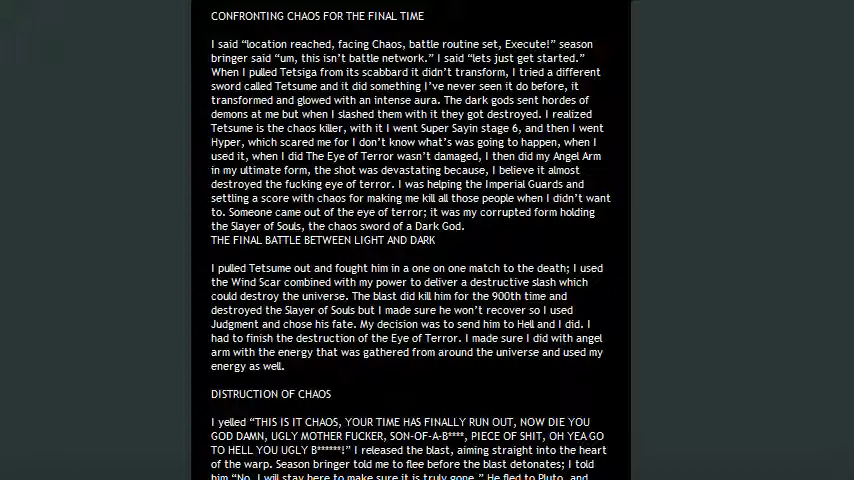 CONFRONTING CHAOS FOR THE FINAL TIME
I said “location reached, facing Chaos, battle routine set, Execute!” season
bringer said “um, this isn’t battle network.” I said “lets just get started.”
When I pulled Tetsiga from its scabbard it didn’t transform, I tried a different
sword called Tetsume and it did something I’ve never seen it do before, it
transformed and glowed with an intense aura. The dark gods sent hordes of
demons at me but when I slashed them with it they got destroyed. I realized
Tetsume is the chaos killer, with it I went Super Sayin stage 6, and then I went
Hyper, which scared me for I don’t know what’s was going to happen, when I
used it, when I did The Eye of Terror wasn’t damaged, I then did my Angel Arm
in my ultimate form, the shot was devastating because, I believe it almost
destroyed the fucking eye of terror. I was helping the Imperial Guards and
settling a score with chaos for making me kill all those people when I didn’t want
to. Someone came out of the eye of terror; it was my corrupted form holding
the Slayer of Souls, the chaos sword of a Dark God.
THE FINAL BATTLE BETWEEN LIGHT AND DARK
I pulled Tetsume out and fought him in a one on one match to the death; I used
the Wind Scar combined with my power to deliver a destructive slash which
could destroy the universe. The blast did kill him for the 900th time and
destroyed the Slayer of Souls but I made sure he won’t recover so I used
Judgment and chose his fate. My decision was to send him to Hell and I did. I
had to finish the destruction of the Eye of Terror. I made sure I did with angel
arm with the energy that was gathered from around the universe and used my
energy as well.
DISTRUCTION OF CHAOS
I yelled “THIS IS IT CHAOS, YOUR TIME HAS FINALLY RUN OUT, NOW DIE YOU
GOD DAMN, UGLY MOTHER FUCKER, SON-OF-A-B****, PIECE OF SHIT, OH YEA GO
TO HELL YOU UGLY B******!” I released the blast, aiming straight into the heart
of the warp. Season bringer told me to flee before the blast detonates; I told
him “No, I will stay here to make sure it is truly gone.” He fled to Pluto, and